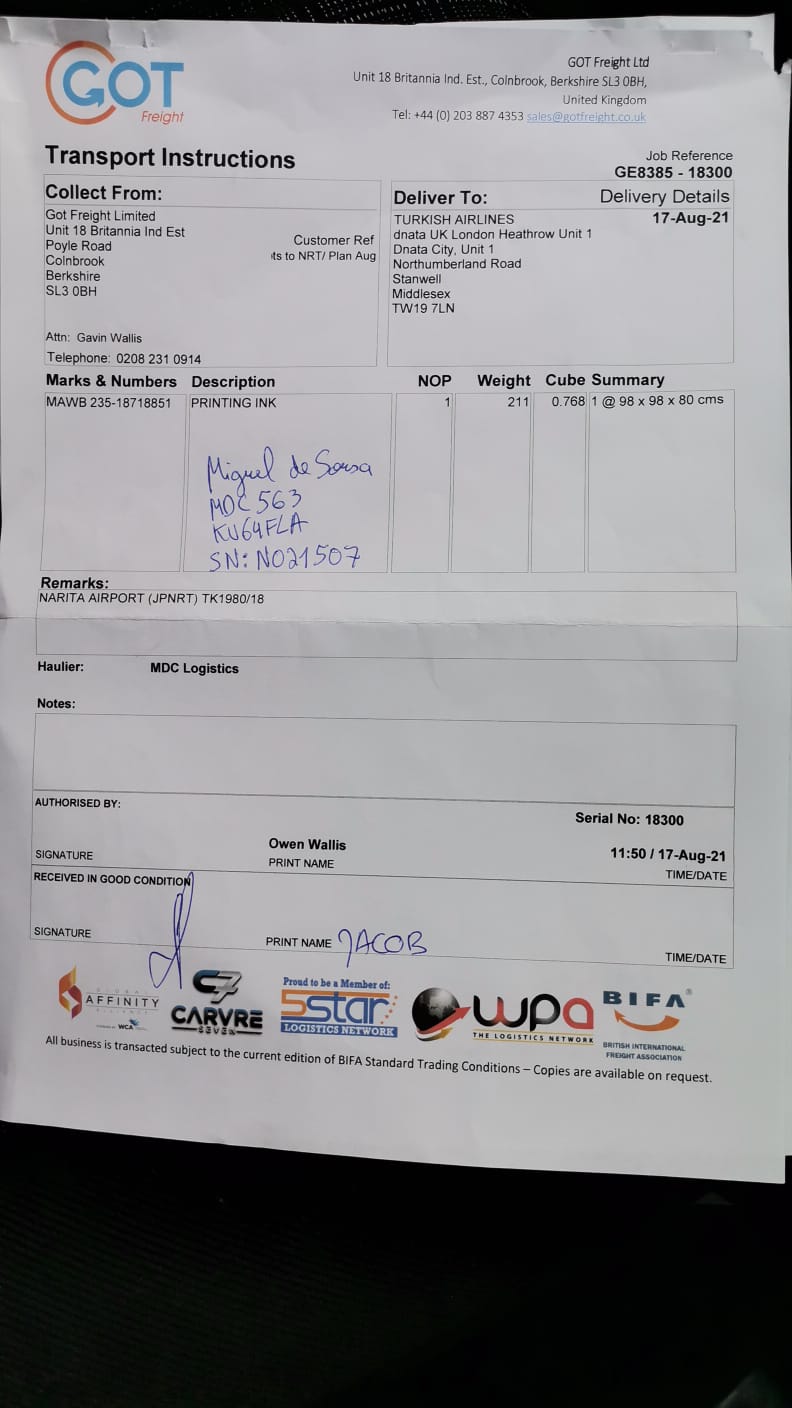 GOT
Freight
GOT Freight Ltd
Unit 18 Britannia Ind. Est., Colnbrook, Berkshire SL3 0BH,
United Kingdom
Tel: +44 (0) 203 887 4353 sales@gotfreight.co.uk
Transport Instructions
Job Reference
GE8385 - 18300
Collect From:
Got Freight Limited
Unit 18 Britannia Ind Est
Poyle Road
Colnbrook
Berkshire
SL3 0BH
Customer Ref
ts to NRT/ Plan Aug
Attn: Gavin Wallis
Telephone: 0208 231 0914
Deliver To:
Delivery Details
TURKISH AIRLINES
17-Aug-21
dnata UK London Heathrow Unit 1
Dnata City, Unit 1
Northumberland Road
Stanwell
Middlesex
TW19 7LN
Marks & Numbers Description NOP Weight Cube Summary
MAWB 235-18718851 PRINTING INK 1 211 0.768 1 @ 98 x 98 x 80 cms
Miguel de Sousa
MDC 563
KU64FLA
SN: NO21507
Remarks:
NARITA AIRPORT (JPNRT) TK1980/18
Haulier: MDC Logistics
Notes:
AUTHORISED BY:
Serial No: 18300
Owen Wallis
11:50 / 17-Aug-21
SIGNATURE PRINT NAME TIME/DATE
RECEIVED IN GOOD CONDITION
SIGNATURE PRINT NAME JACOB TIME/DATE
GLOBAL
AFFINITY
ALLIANCE
WCA
C7
CARVRE
SEVEN
Proud to be a Member of:
5star
LOGISTICS NETWORK
wpa
THE LOGISTICS NETWORK
BIFA®
BRITISH INTERNATIONAL
FREIGHT ASSOCIATION
All business is transacted subject to the current edition of BIFA Standard Trading Conditions – Copies are available on request.